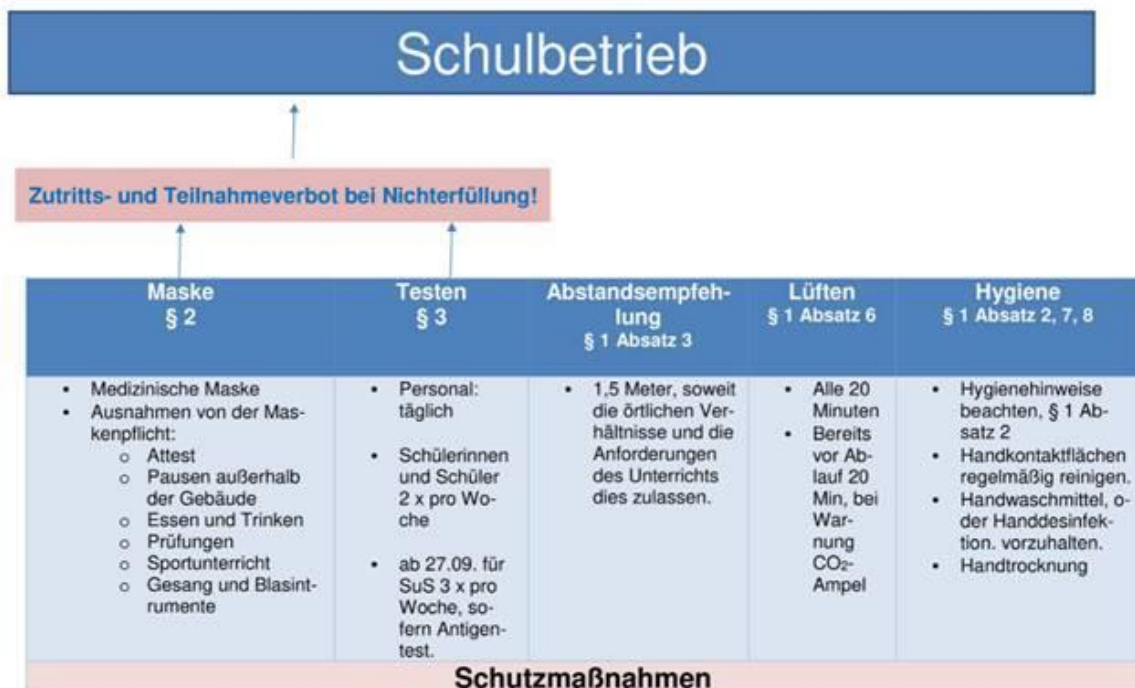 Schulbetrieb
Zutritts- und Teilnahmeverbot bei Nichterfüllung!
Maske
§ 2
Testen
§ 3
Abstandsempfeh-
lung
§ 1 Absatz 3
Lüften
§ 1 Absatz 6
Hygiene
§ 1 Absatz 2, 7, 8
• Medizinische Maske
• Ausnahmen von der Mas-
kenpflicht:
o Attest
o Pausen außerhalb
der Gebäude
o Essen und Trinken
o Prüfungen
o Sportunterricht
o Gesang und Blasint-
rumente
• Personal:
täglich
• Schülerinnen
und Schüler
2 x pro Wo-
che
• ab 27.09. für
SuS 3 x pro
Woche, so-
fern Antigen-
test.
• 1,5 Meter, soweit
die örtlichen Ver-
hältnisse und die
Anforderungen
des Unterrichts
dies zulassen.
• Alle 20
Minuten
• Bereits
vor Ab-
lauf 20
Min, bei
War-
nung
CO₂-
Ampel
• Hygienehinweise
beachten, § 1 Ab-
satz 2
• Handkontaktflächen
regelmäßig reinigen.
• Handwaschmittel, o-
der Handdesinfek-
tion. vorzuhalten.
• Handtrocknung
Schutzmaßnahmen